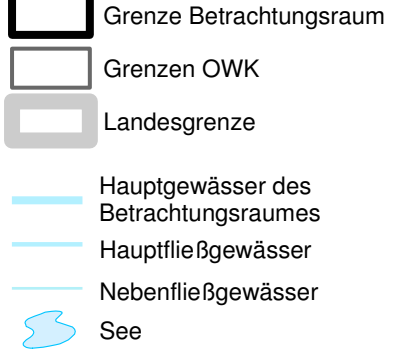 Grenze Betrachtungsraum
Grenzen OWK
Landesgrenze
Hauptgewässer des
Betrachtungsraumes
Hauptfließgewässer
Nebenfließgewässer
See